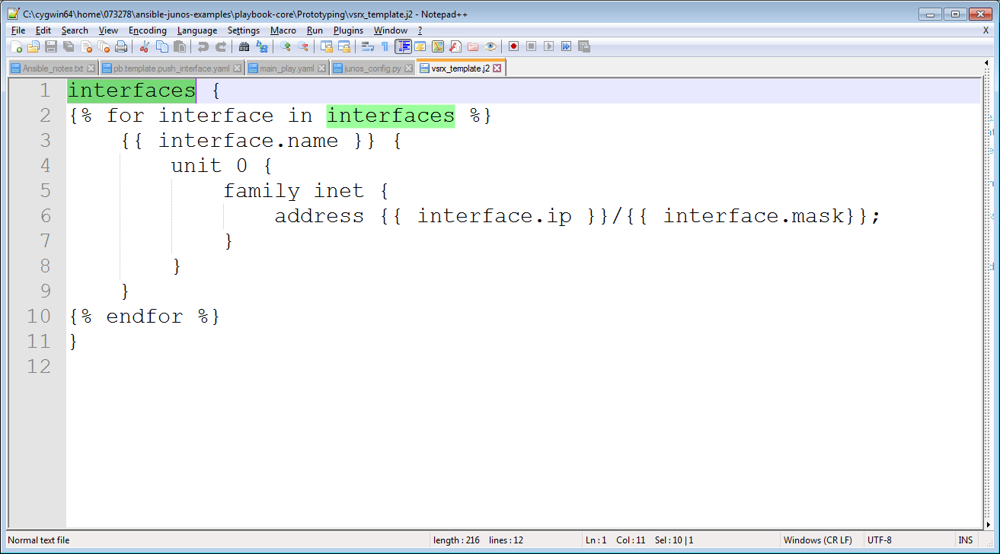 C:\cygwin64\home\073278\ansible-junos-examples\playbook-core\Prototyping\vsrx_template.j2 - Notepad++
File Edit Search View Encoding Language Settings Macro Run Plugins Window ? X
Ansible_notes.txt pb.template.push_interface.yaml main_play.yaml junos_config.py vsrx_template.j2
1 interfaces {
2 {% for interface in interfaces %}
3     {{ interface.name }} {
4         unit 0 {
5             family inet {
6                 address {{ interface.ip }}/{{ interface.mask}};
7             }
8         }
9     }
10 {% endfor %}
11 }
12
Normal text file length : 216 lines : 12 Ln : 1 Col : 11 Sel : 10 | 1 Windows (CR LF) UTF-8 INS